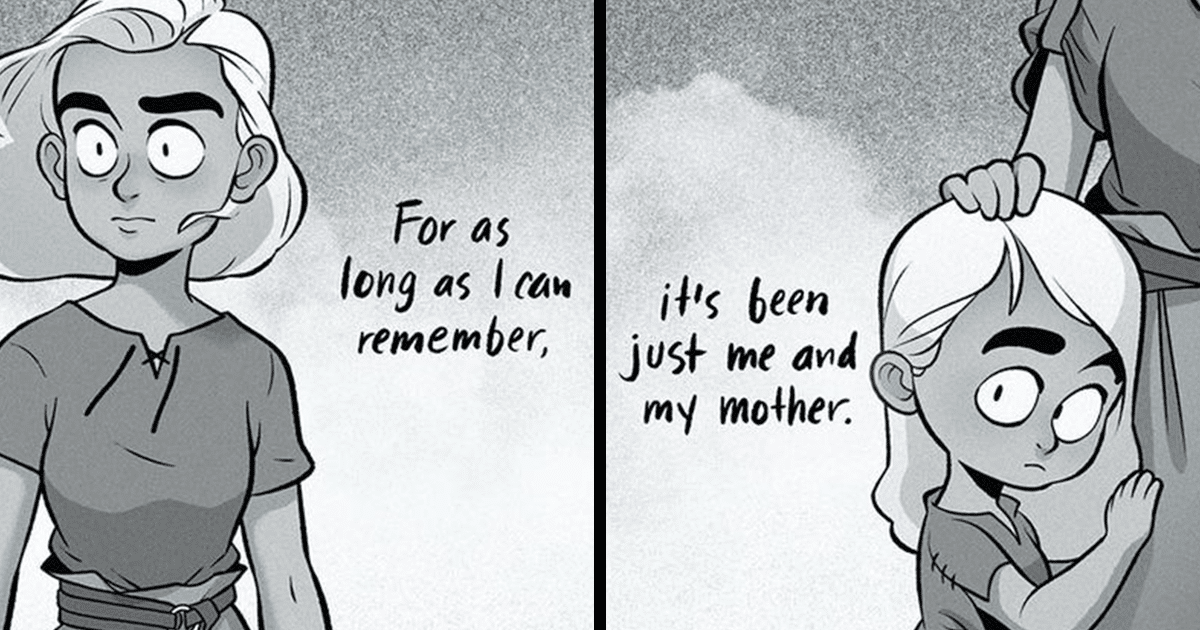 For as
long as I can
remember,
it's been
just me and
my mother.